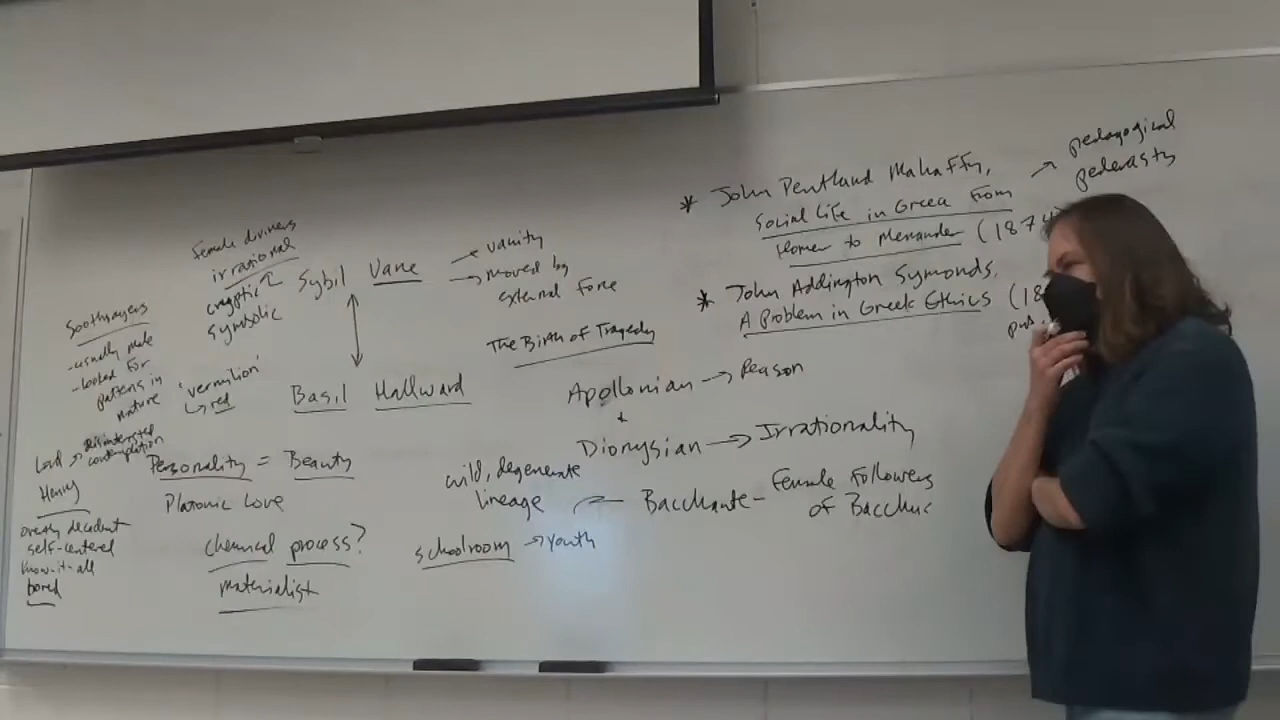 Soothsayers
- usually male
- looked for
patterns in
nature
Lord → disinterested
contemplation
Henry
overly decadent
self-centered
know-it-all
bored
Female diviners
irrational
cryptic
symbolic
Sybil Vane
→ vanity
→ moved by
external force
'vermilion'
↳ red
Basil Hallward
Personality = Beauty
Platonic Love
chemical process?
materialist
The Birth of Tragedy
Apollonian → Reason
+
Dionysian → Irrationality
wild, degenerate
lineage
Bacchante - Female Followers
of Bacchus
schoolroom → youth
* John Pentland Mahaffy,
Social Life in Greece From
Homer to Menander (1874)
→ pedagogical
pederasty
* John Addington Symonds,
A Problem in Greek Ethics (18
pub.